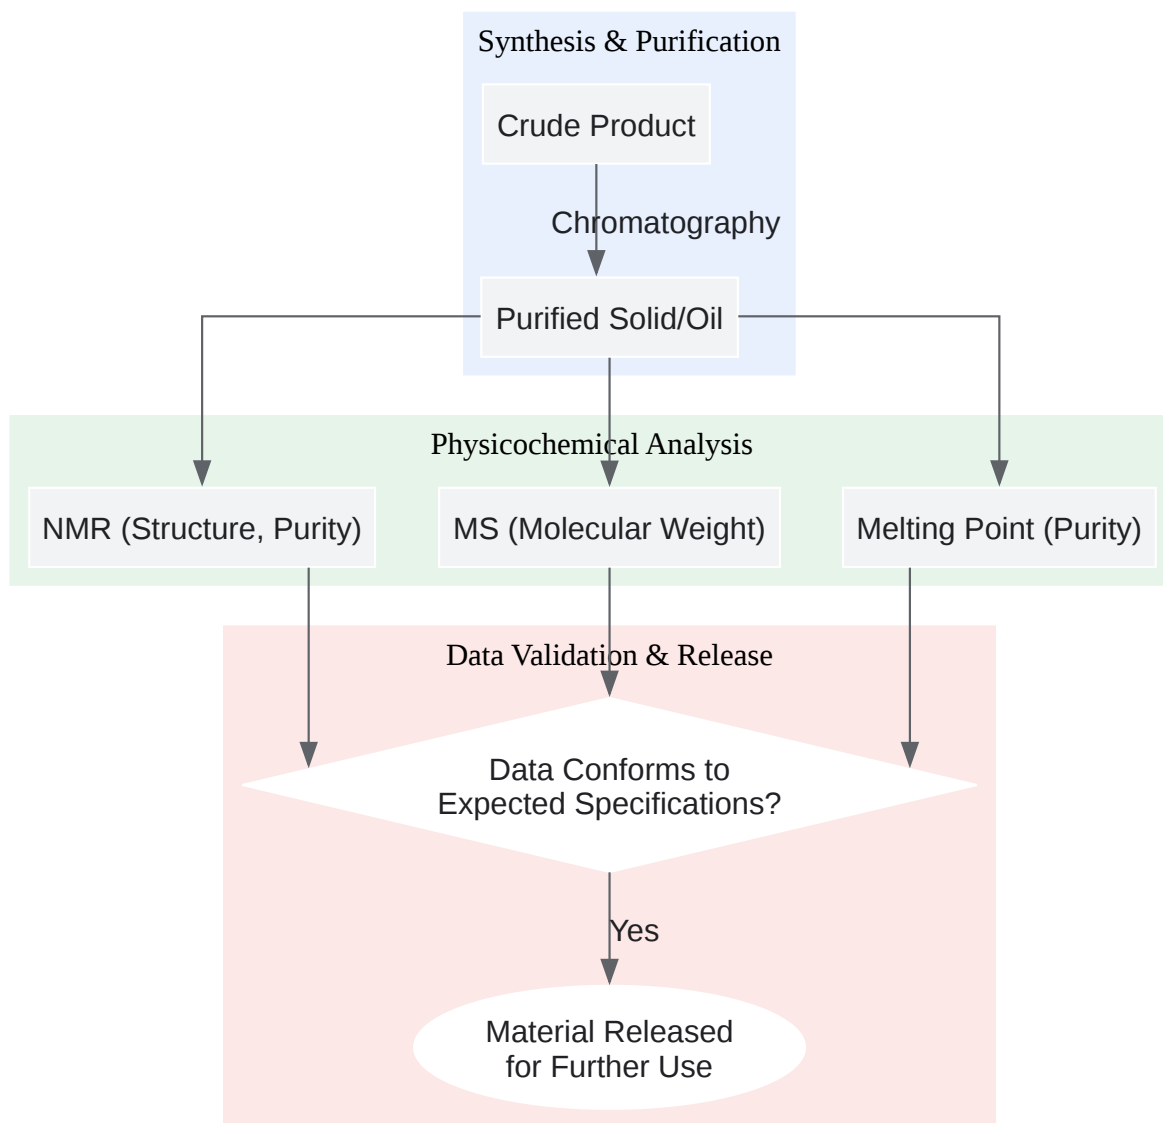 Synthesis & Purification
Crude Product
Chromatography
Purified Solid/Oil
Physicochemical Analysis
NMR (Structure, Purity)
MS (Molecular Weight)
Melting Point (Purity)
Data Validation & Release
Data Conforms to
Expected Specifications?
Yes
Material Released
for Further Use